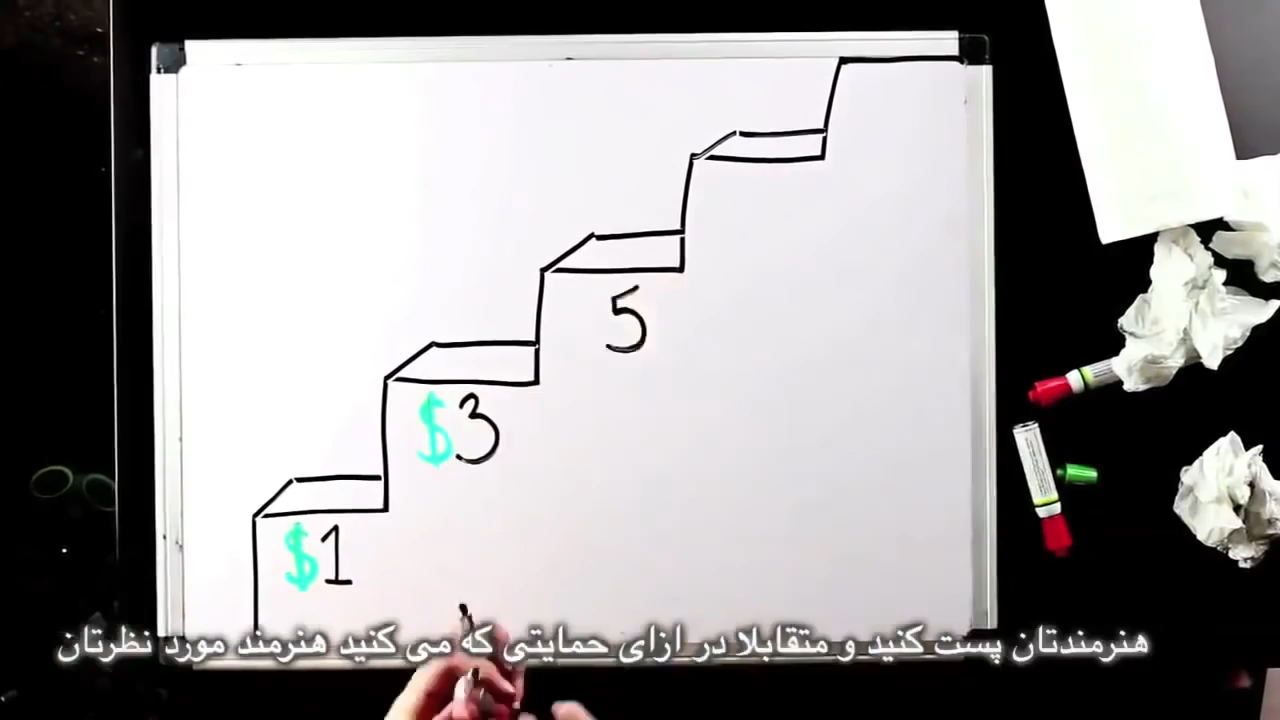 5
$3
$1
هنرمندتان پست کنید و متقابلا در ازای حمایتی که می کنید هنرمند مورد نظرتان